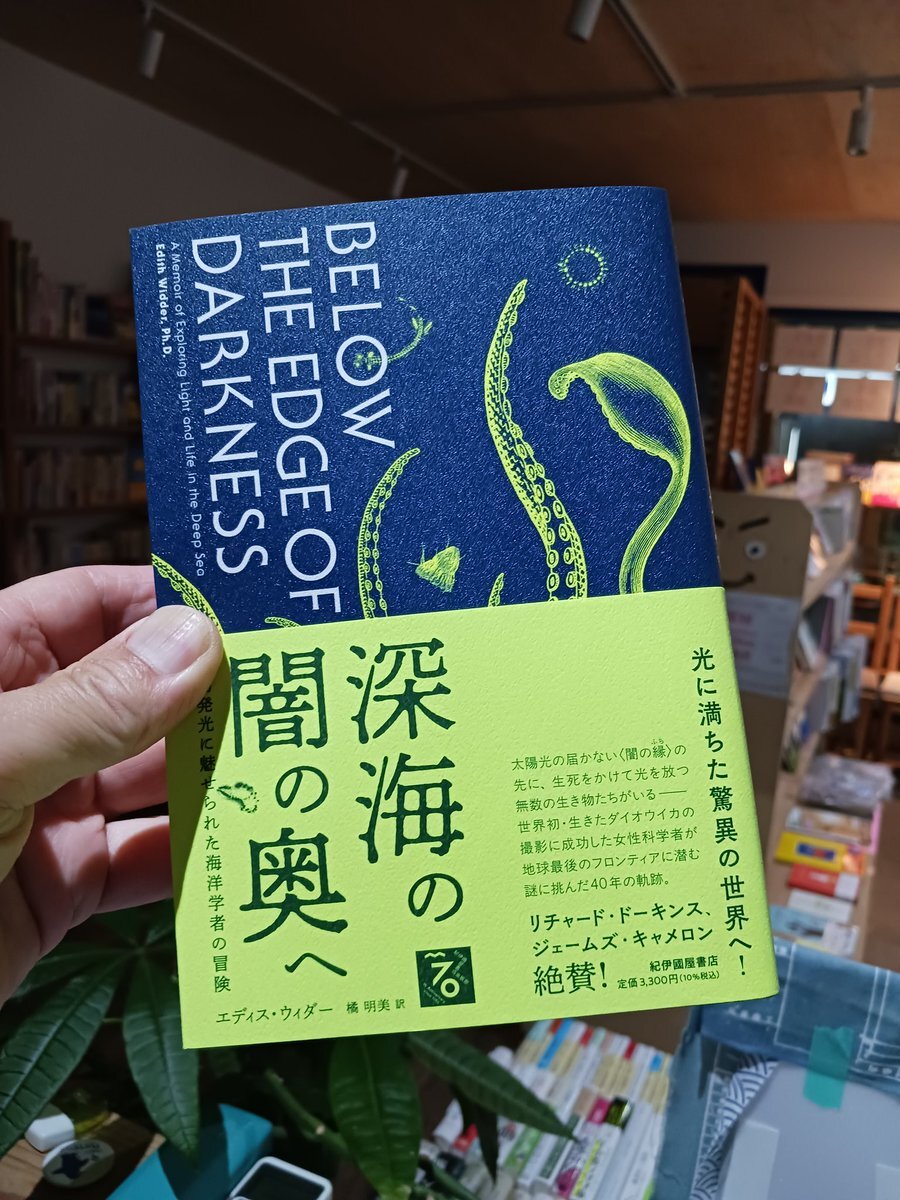 BELOW
THE EDGE OF
DARKNESS
A Memoir of Exploring Light and Life in the Deep Sea
Edith Widder, Ph.D.
光に満ちた驚異の世界へ!
太陽光の届かない〈闇の縁〉の
ふち
先に、生死をかけて光を放つ
無数の生き物たちがいる――
世界初・生きたダイオウイカの
撮影に成功した女性科学者が
地球最後のフロンティアに潜む
謎に挑んだ40年の軌跡。
リチャード・ドーキンス、
ジェームズ・キャメロン
絶賛!
紀伊國屋書店
定価3,300円(10%税込)
深海の
闇の奥へ
発光に魅せられた海洋学者の冒険
エディス・ウィダー 橘 明美 訳
70